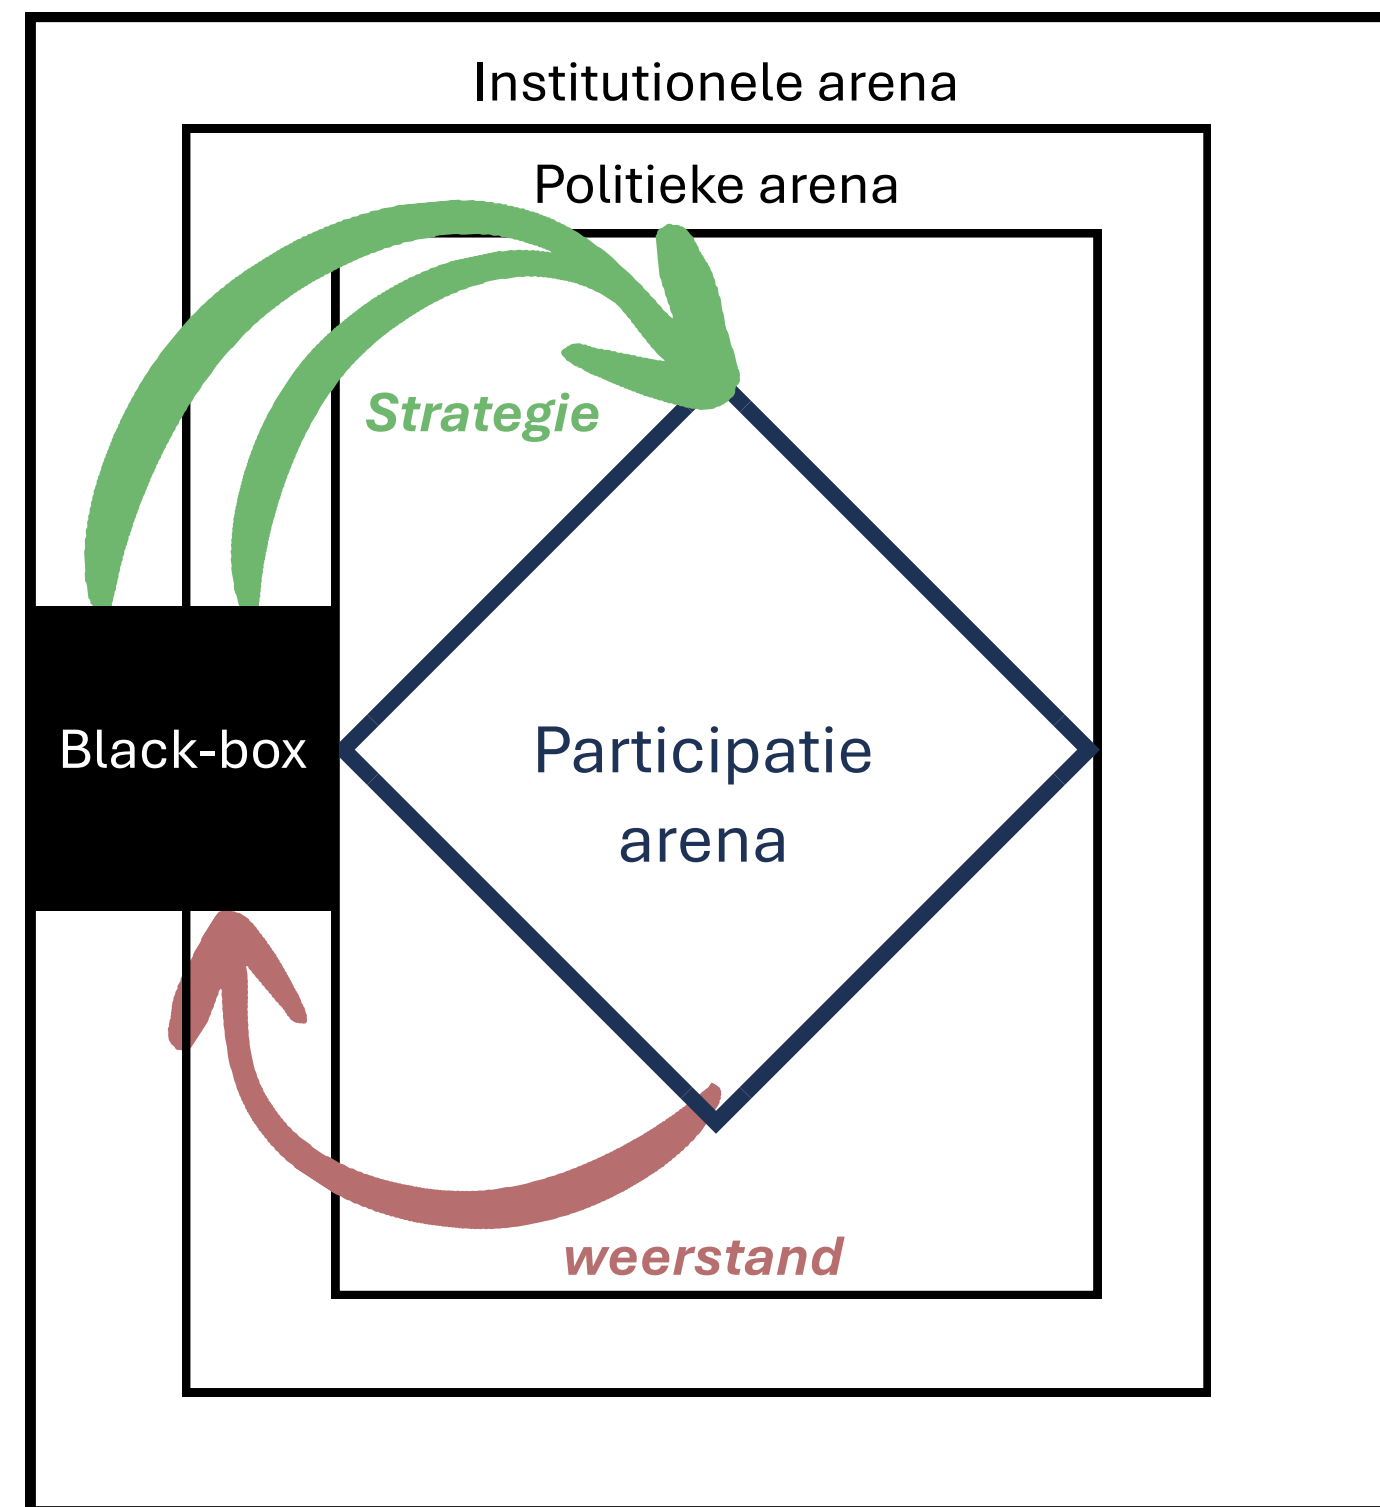 Institutionele arena
Politieke arena
Strategie
Black-box
Participatie
arena
weerstand